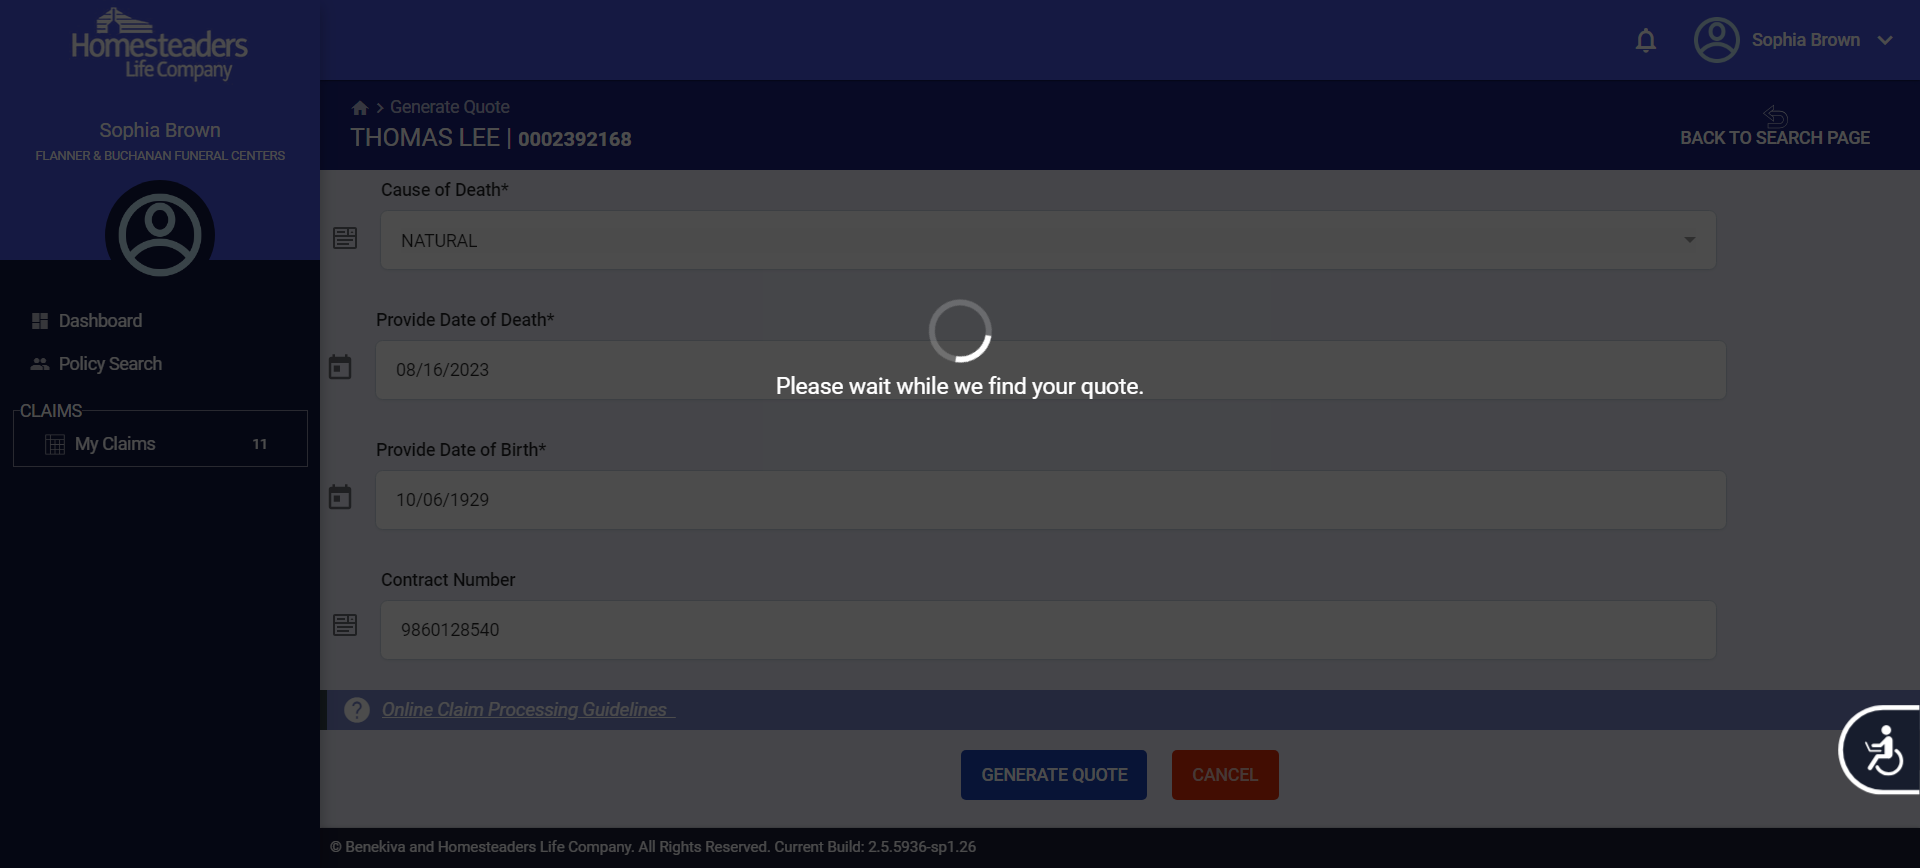 Homesteaders
Life Company
Sophia Brown
FLANNER & BUCHANAN FUNERAL CENTERS
Dashboard
Policy Search
CLAIMS
My Claims 11
Sophia Brown
> Generate Quote
THOMAS LEE | 0002392168
BACK TO SEARCH PAGE
Cause of Death*
NATURAL
Provide Date of Death*
08/16/2023
Please wait while we find your quote.
Provide Date of Birth*
10/06/1929
Contract Number
9860128540
? Online Claim Processing Guidelines
GENERATE QUOTE CANCEL
© Benekiva and Homesteaders Life Company. All Rights Reserved. Current Build: 2.5.5936-sp1.26